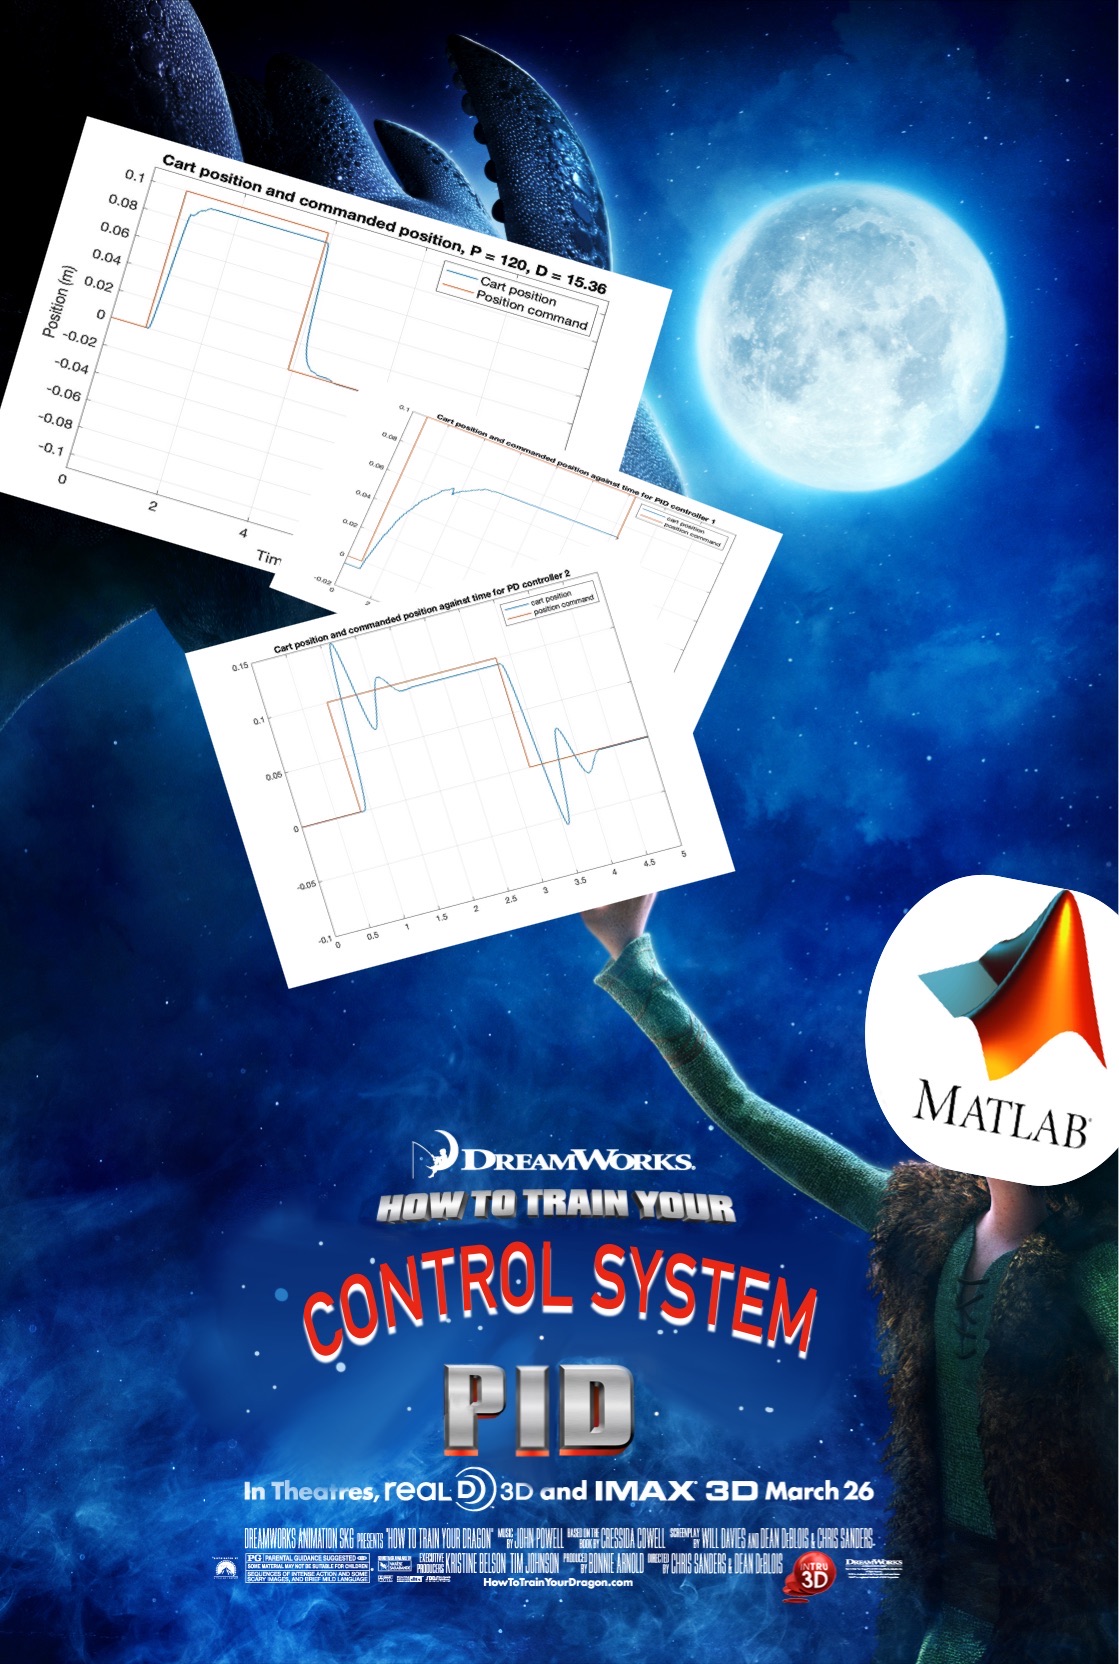 Cart position and commanded position, P = 120, D = 15.36
Cart position
Position command
Position (m)
0.1
0.08
0.06
0.04
0.02
0
-0.02
-0.04
-0.06
-0.08
-0.1
0
2
4
Tim
Cart position and commanded position against time for PID controller 1
cart position
position command
0.1
0.08
0.06
0.04
0.02
0
-0.02
0
2
Cart position and commanded position against time for PD controller 2
cart position
position command
0.15
0.1
0.05
0
-0.05
-0.1
0
0.5
1
1.5
2
2.5
3
3.5
4
4.5
5
MATLAB
DREAMWORKS
HOW TO TRAIN YOUR
CONTROL SYSTEM
PID
In Theatres, REAL D 3D and IMAX 3D March 26
DREAMWORKS ANIMATION SKG PRESENTS "HOW TO TRAIN YOUR DRAGON" MUSIC BY JOHN POWELL BASED ON THE BOOK BY CRESSIDA COWELL SCREENPLAY BY WILL DAVIES AND DEAN DEBLOIS & CHRIS SANDERS
EXECUTIVE PRODUCERS KRISTINE BELSON TIM JOHNSON PRODUCED BY BONNIE ARNOLD DIRECTED BY CHRIS SANDERS & DEAN DEBLOIS
PG PARENTAL GUIDANCE SUGGESTED
SOME MATERIAL MAY NOT BE SUITABLE FOR CHILDREN
SEQUENCES OF INTENSE ACTION AND SOME
SCARY IMAGES, AND BRIEF MILD LANGUAGE
HowToTrainYourDragon.com
INTRU
3D
DREAMWORKS